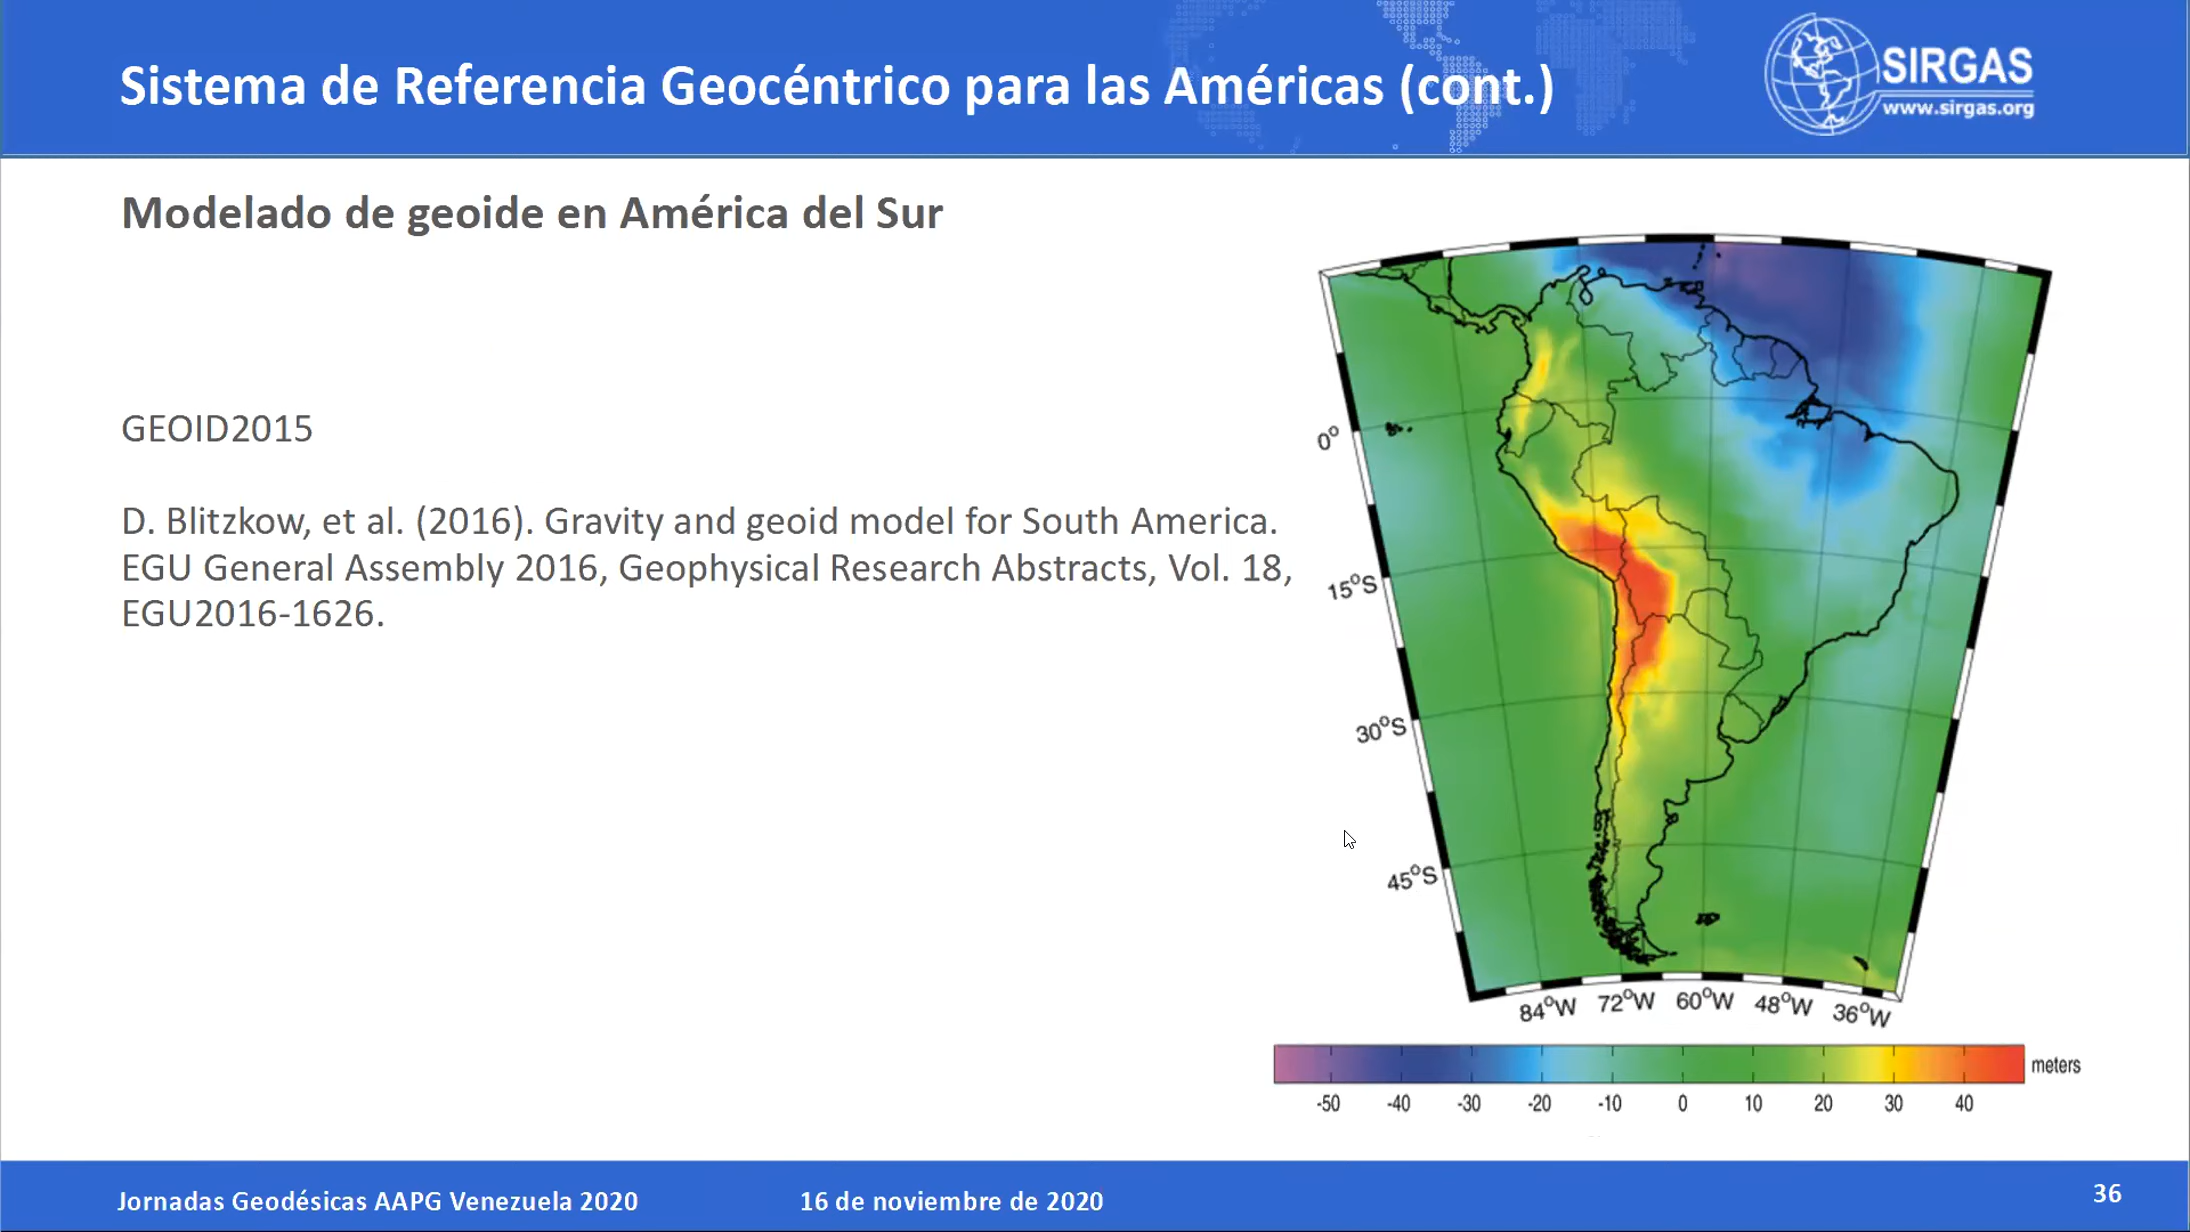 Sistema de Referencia Geocéntrico para las Américas (cont.)
SIRGAS
www.sirgas.org
Modelado de geoide en América del Sur
GEOID2015
D. Blitzkow, et al. (2016). Gravity and geoid model for South America.
EGU General Assembly 2016, Geophysical Research Abstracts, Vol. 18,
EGU2016-1626.
0°
15°S
30°S
45°S
84°W 72°W 60°W 48°W 36°W
meters
-50 -40 -30 -20 -10 0 10 20 30 40
Jornadas Geodésicas AAPG Venezuela 2020
16 de noviembre de 2020
36